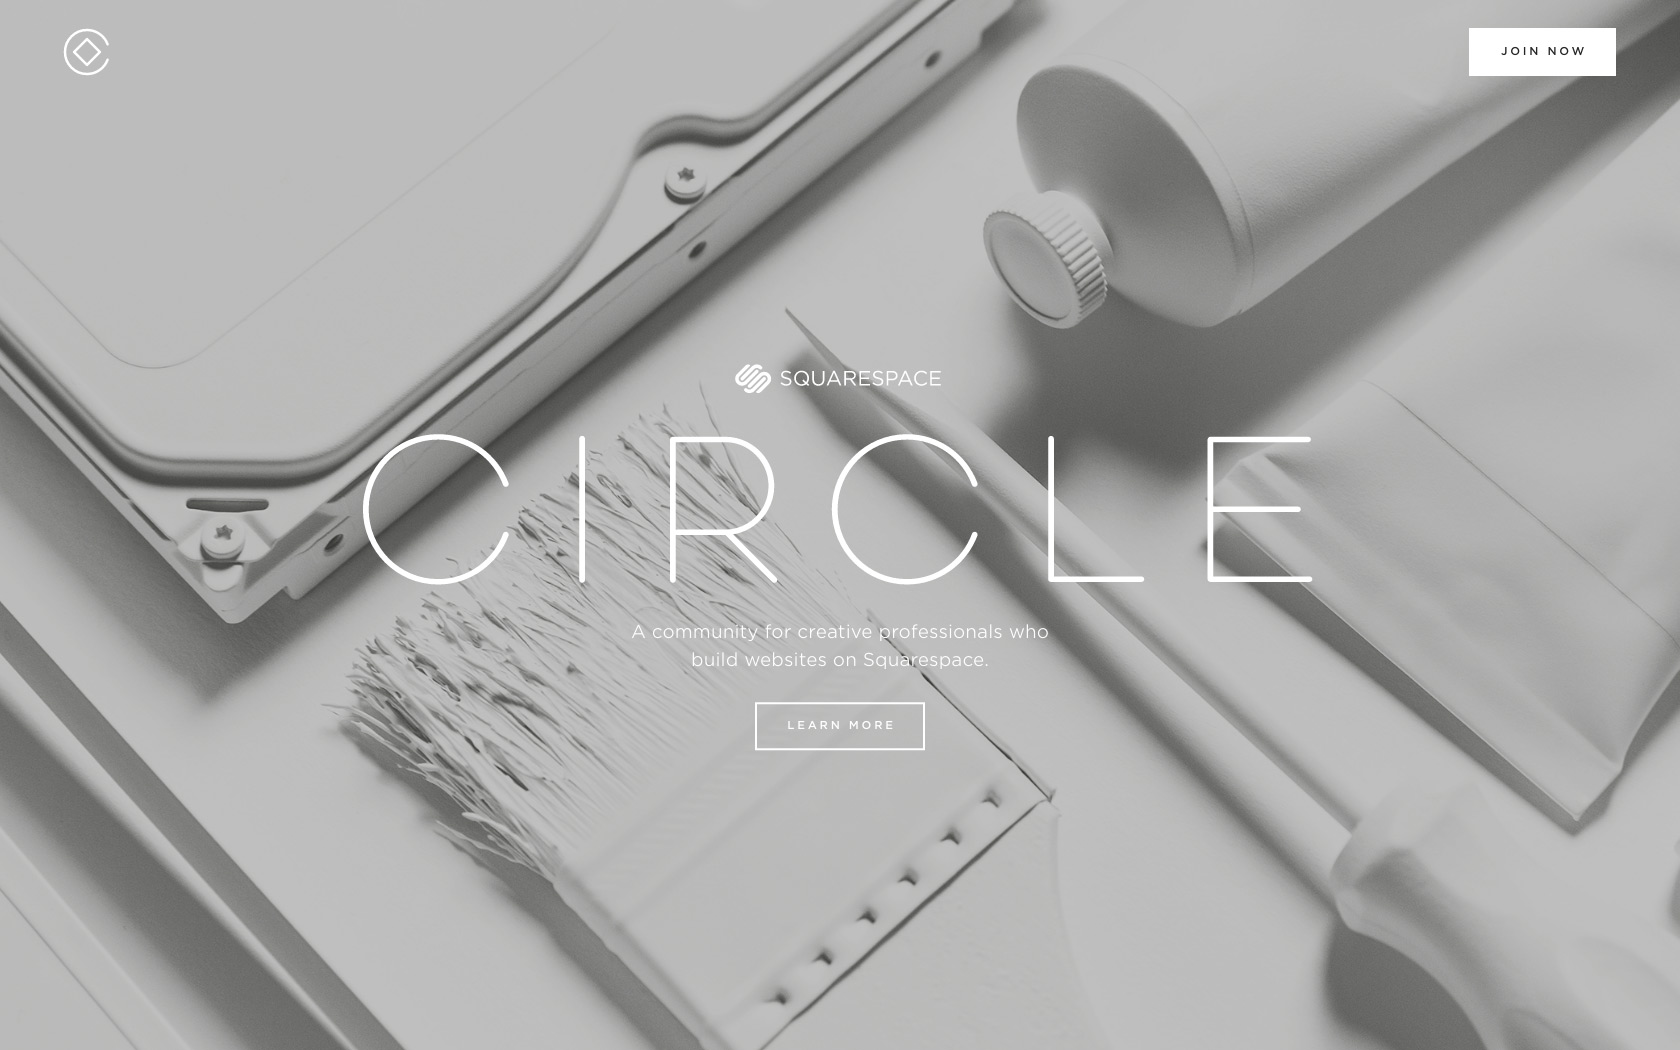 JOIN NOW
SQUARESPACE
CIRCLE
A community for creative professionals who
build websites on Squarespace.
LEARN MORE